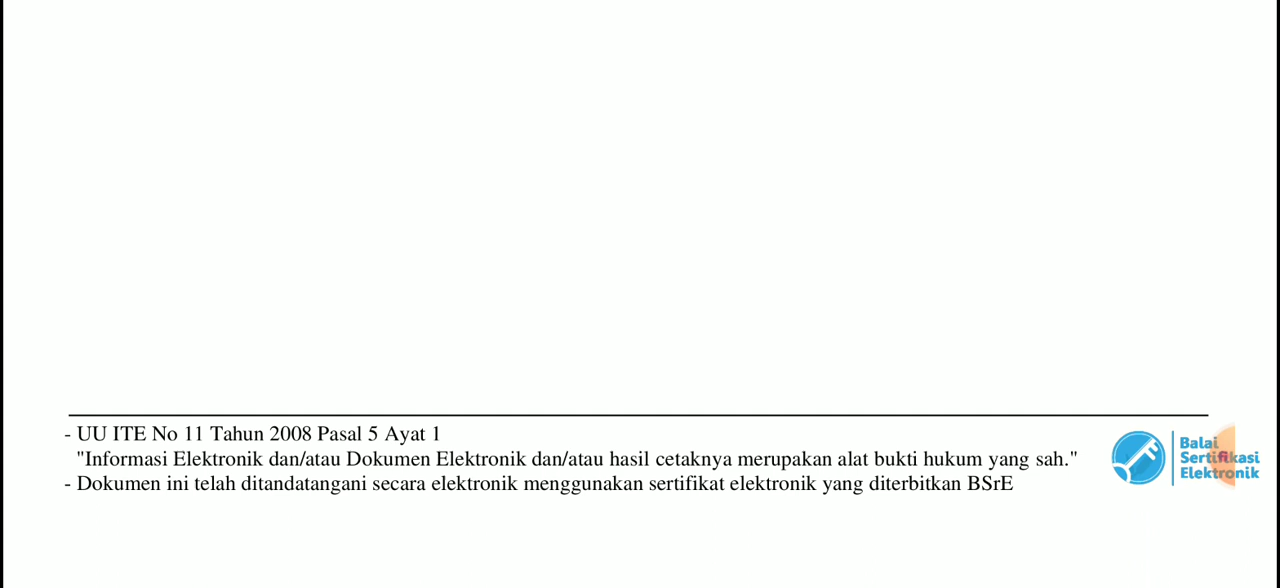 - UU ITE No 11 Tahun 2008 Pasal 5 Ayat 1
"Informasi Elektronik dan/atau Dokumen Elektronik dan/atau hasil cetaknya merupakan alat bukti hukum yang sah."
- Dokumen ini telah ditandatangani secara elektronik menggunakan sertifikat elektronik yang diterbitkan BSrE
Balai
Sertifikasi
Elektronik